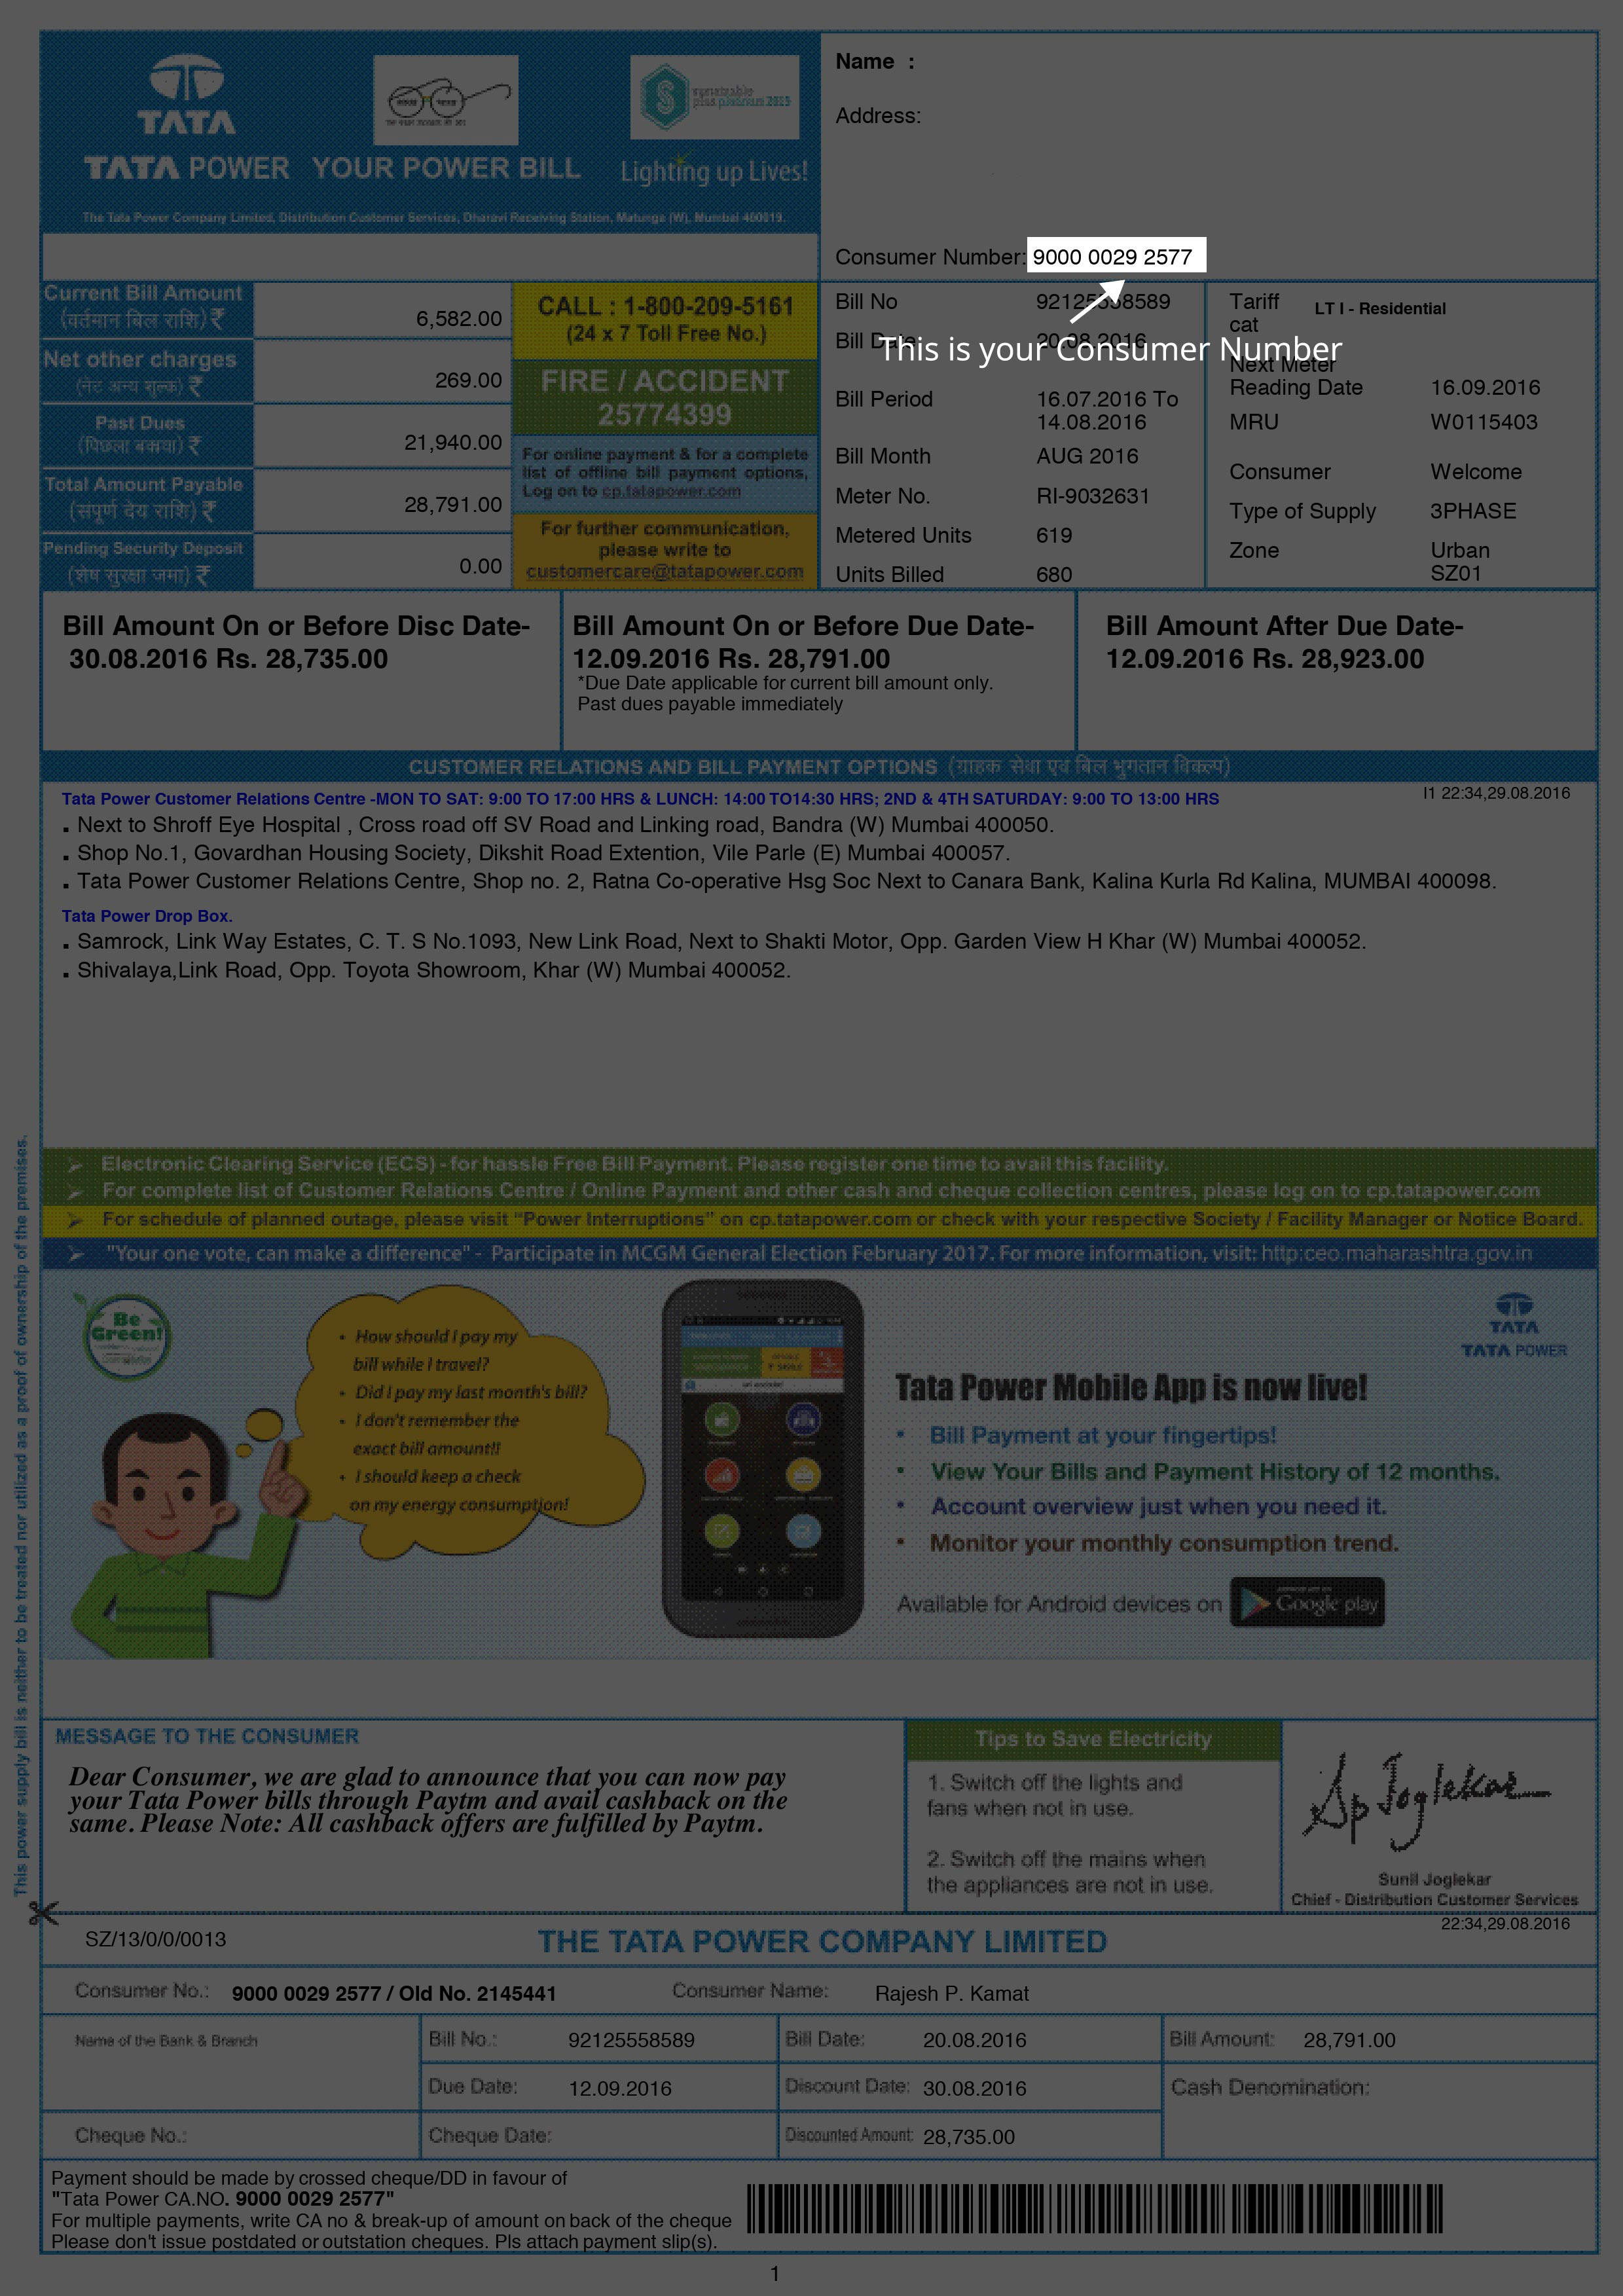 TATA
TATA POWER YOUR POWER BILL
sustainable
plus platinum 2015
Lighting up Lives!
The Tata Power Company Limited, Distribution Customer Services, Dharavi Receiving Station, Matunga (W), Mumbai 400019.
Name :
Address:
Consumer Number: 9000 0029 2577
This is your Consumer Number
Current Bill Amount
(वर्तमान बिल राशि) ₹
6,582.00
Net other charges
(नेट अन्य शुल्क) ₹
269.00
Past Dues
(पिछला बकाया) ₹
21,940.00
Total Amount Payable
(संपूर्ण देय राशि) ₹
28,791.00
Pending Security Deposit
(शेष सुरक्षा जमा) ₹
0.00
CALL : 1-800-209-5161
(24 x 7 Toll Free No.)
FIRE / ACCIDENT
25774399
For online payment & for a complete
list of offline bill payment options,
Log on to cp.tatapower.com
For further communication,
please write to
customercare@tatapower.com
Bill No 92125558589
Bill Date 20.08.2016
Bill Period 16.07.2016 To
14.08.2016
Bill Month AUG 2016
Meter No. RI-9032631
Metered Units 619
Units Billed 680
Tariff LT I - Residential
cat
Next Meter
Reading Date 16.09.2016
MRU W0115403
Consumer Welcome
Type of Supply 3PHASE
Zone Urban
SZ01
Bill Amount On or Before Disc Date-
30.08.2016 Rs. 28,735.00
Bill Amount On or Before Due Date-
12.09.2016 Rs. 28,791.00
*Due Date applicable for current bill amount only.
Past dues payable immediately
Bill Amount After Due Date-
12.09.2016 Rs. 28,923.00
CUSTOMER RELATIONS AND BILL PAYMENT OPTIONS (ग्राहक सेवा एव बिल भुगतान विकल्प)
Tata Power Customer Relations Centre -MON TO SAT: 9:00 TO 17:00 HRS & LUNCH: 14:00 TO14:30 HRS; 2ND & 4TH SATURDAY: 9:00 TO 13:00 HRS
I1 22:34,29.08.2016
. Next to Shroff Eye Hospital , Cross road off SV Road and Linking road, Bandra (W) Mumbai 400050.
. Shop No.1, Govardhan Housing Society, Dikshit Road Extention, Vile Parle (E) Mumbai 400057.
. Tata Power Customer Relations Centre, Shop no. 2, Ratna Co-operative Hsg Soc Next to Canara Bank, Kalina Kurla Rd Kalina, MUMBAI 400098.
Tata Power Drop Box.
. Samrock, Link Way Estates, C. T. S No.1093, New Link Road, Next to Shakti Motor, Opp. Garden View H Khar (W) Mumbai 400052.
. Shivalaya,Link Road, Opp. Toyota Showroom, Khar (W) Mumbai 400052.
This power supply bill is neither to be treated nor utilized as a proof of ownership of the premises.
➢ Electronic Clearing Service (ECS) - for hassle Free Bill Payment. Please register one time to avail this facility.
➢ For complete list of Customer Relations Centre / Online Payment and other cash and cheque collection centres, please log on to cp.tatapower.com
➢ For schedule of planned outage, please visit "Power Interruptions" on cp.tatapower.com or check with your respective Society / Facility Manager or Notice Board.
➢ "Your one vote, can make a difference" - Participate in MCGM General Election February 2017. For more information, visit: http:ceo.maharashtra.gov.in
Be
Green!
• How should I pay my
bill while I travel?
• Did I pay my last month's bill?
• I don't remember the
exact bill amount!!
• I should keep a check
on my energy consumption!
TATA
TATA POWER
Tata Power Mobile App is now live!
• Bill Payment at your fingertips!
• View Your Bills and Payment History of 12 months.
• Account overview just when you need it.
• Monitor your monthly consumption trend.
Available for Android devices on
Google play
MESSAGE TO THE CONSUMER
Dear Consumer, we are glad to announce that you can now pay
your Tata Power bills through Paytm and avail cashback on the
same. Please Note: All cashback offers are fulfilled by Paytm.
Tips to Save Electricity
1. Switch off the lights and
fans when not in use.
2. Switch off the mains when
the appliances are not in use.
Sp Joglekar
Sunil Joglekar
Chief - Distribution Customer Services
22:34,29.08.2016
SZ/13/0/0/0013
THE TATA POWER COMPANY LIMITED
Consumer No.: 9000 0029 2577 / Old No. 2145441
Consumer Name: Rajesh P. Kamat
Name of the Bank & Branch
Bill No.: 92125558589
Bill Date: 20.08.2016
Bill Amount: 28,791.00
Due Date: 12.09.2016
Discount Date: 30.08.2016
Cash Denomination:
Cheque No.:
Cheque Date:
Discounted Amount: 28,735.00
Payment should be made by crossed cheque/DD in favour of
"Tata Power CA.NO. 9000 0029 2577"
For multiple payments, write CA no & break-up of amount on back of the cheque
Please don't issue postdated or outstation cheques. Pls attach payment slip(s).
1